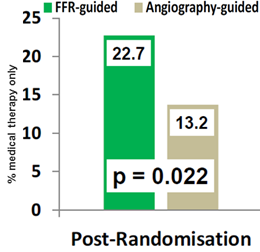 FFR-guided Angiography-guided
25
20
15
10
5
0
% medical therapy only
22.7
13.2
p = 0.022
Post-Randomisation